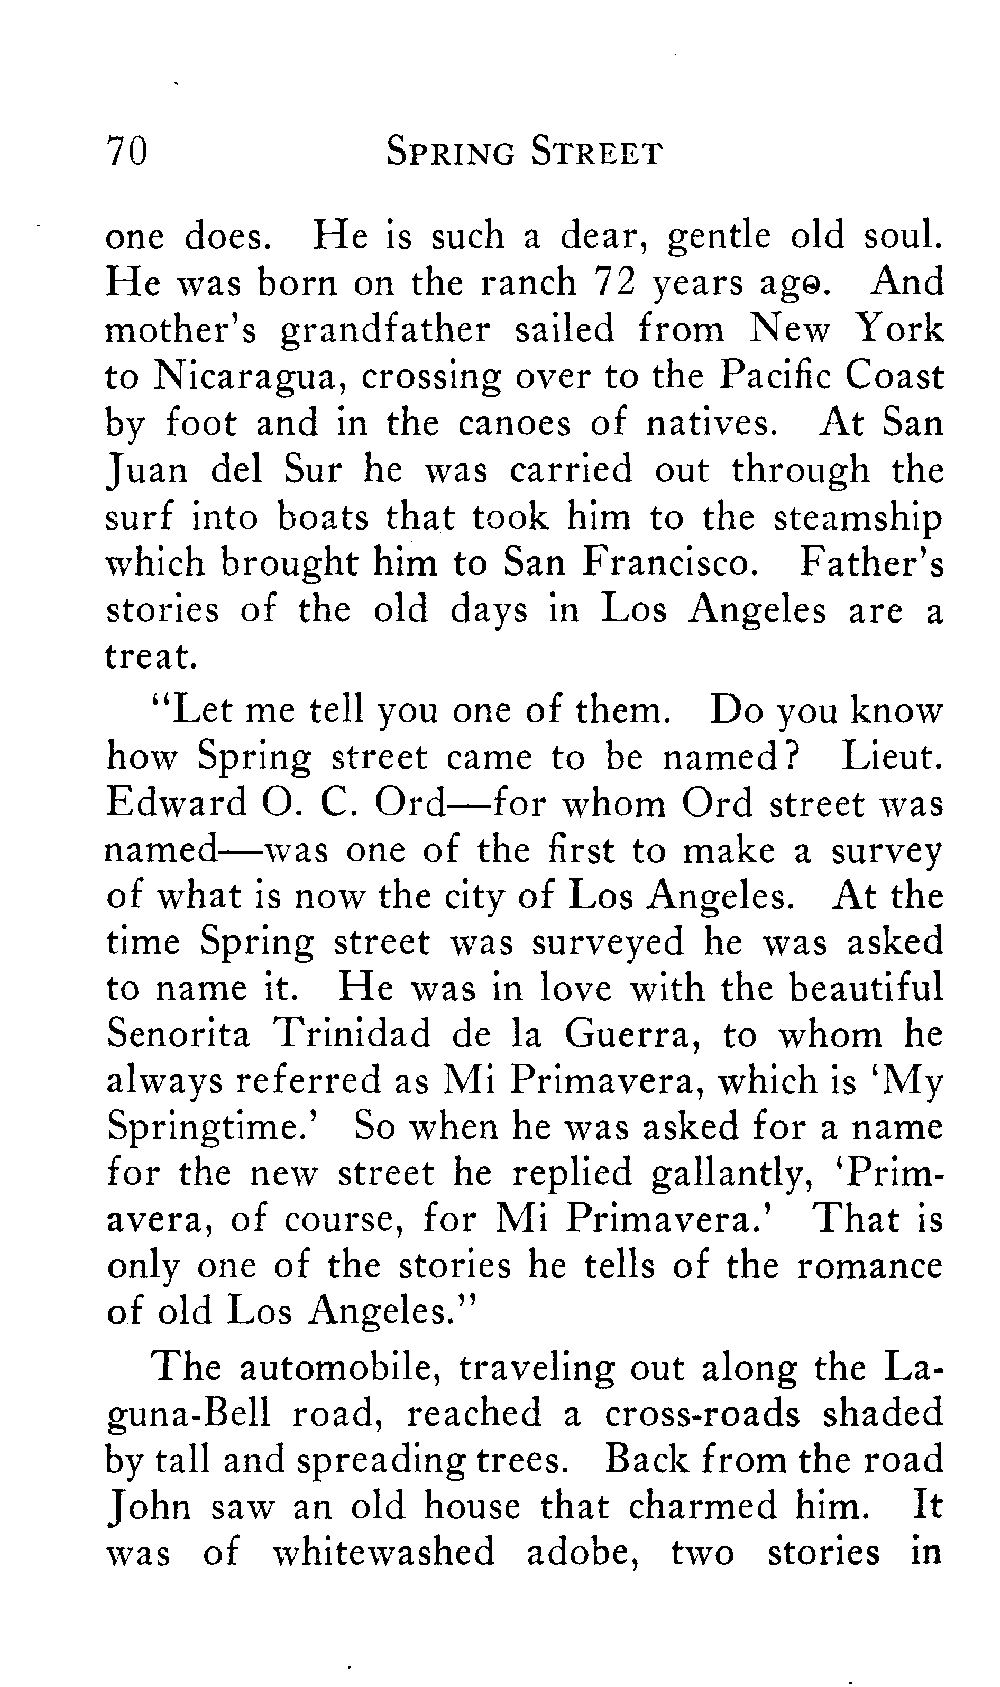 70 SPRING STREET
one does. He is such a dear, gentle old soul.
He was born on the ranch 72 years ago. And
mother's grandfather sailed from New York
to Nicaragua, crossing over to the Pacific Coast
by foot and in the canoes of natives. At San
Juan del Sur he was carried out through the
surf into boats that took him to the steamship
which brought him to San Francisco. Father's
stories of the old days in Los Angeles are a
treat.
"Let me tell you one of them. Do you know
how Spring street came to be named? Lieut.
Edward O. C. Ord—for whom Ord street was
named—was one of the first to make a survey
of what is now the city of Los Angeles. At the
time Spring street was surveyed he was asked
to name it. He was in love with the beautiful
Senorita Trinidad de la Guerra, to whom he
always referred as Mi Primavera, which is 'My
Springtime.' So when he was asked for a name
for the new street he replied gallantly, 'Prim-
avera, of course, for Mi Primavera.' That is
only one of the stories he tells of the romance
of old Los Angeles."
The automobile, traveling out along the La-
guna-Bell road, reached a cross-roads shaded
by tall and spreading trees. Back from the road
John saw an old house that charmed him. It
was of whitewashed adobe, two stories in